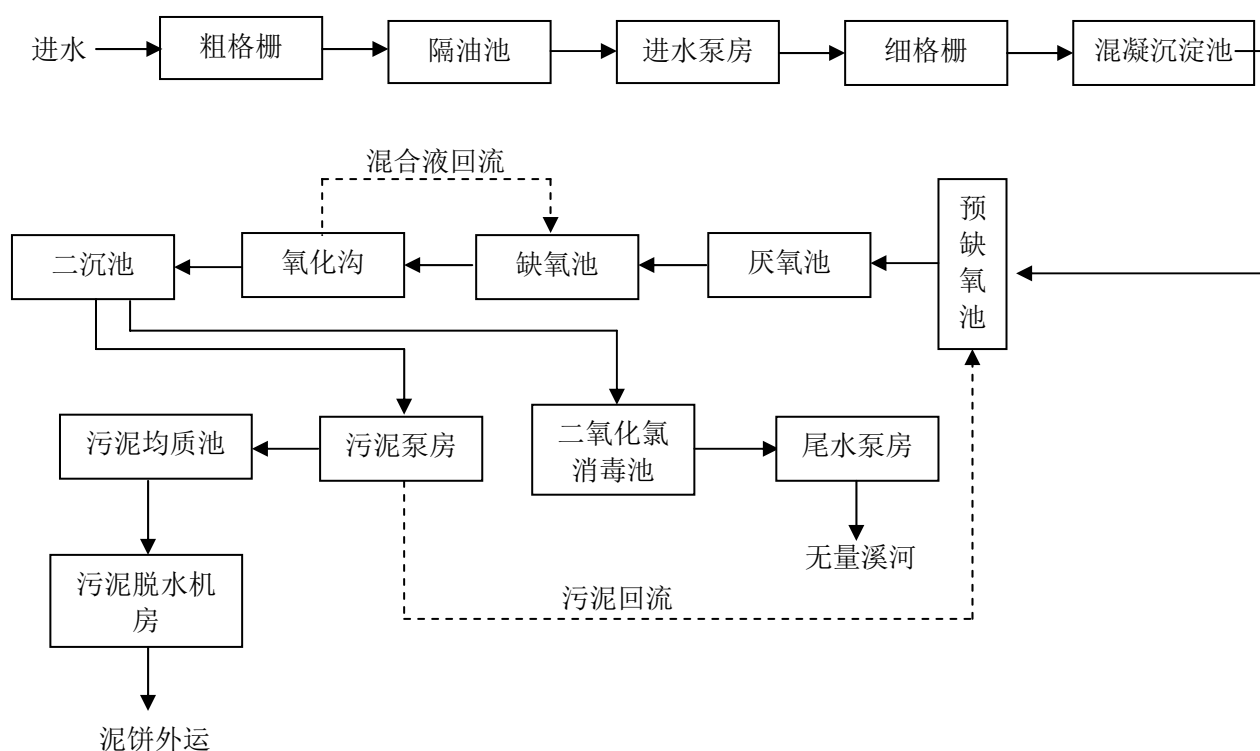 进水
粗格栅
隔油池
进水泵房
细格栅
混凝沉淀池
混合液回流
二沉池
氧化沟
缺氧池
厌氧池
预
缺
氧
池
污泥均质池
污泥泵房
二氧化氯
消毒池
尾水泵房
无量溪河
污泥脱水机
房
污泥回流
泥饼外运